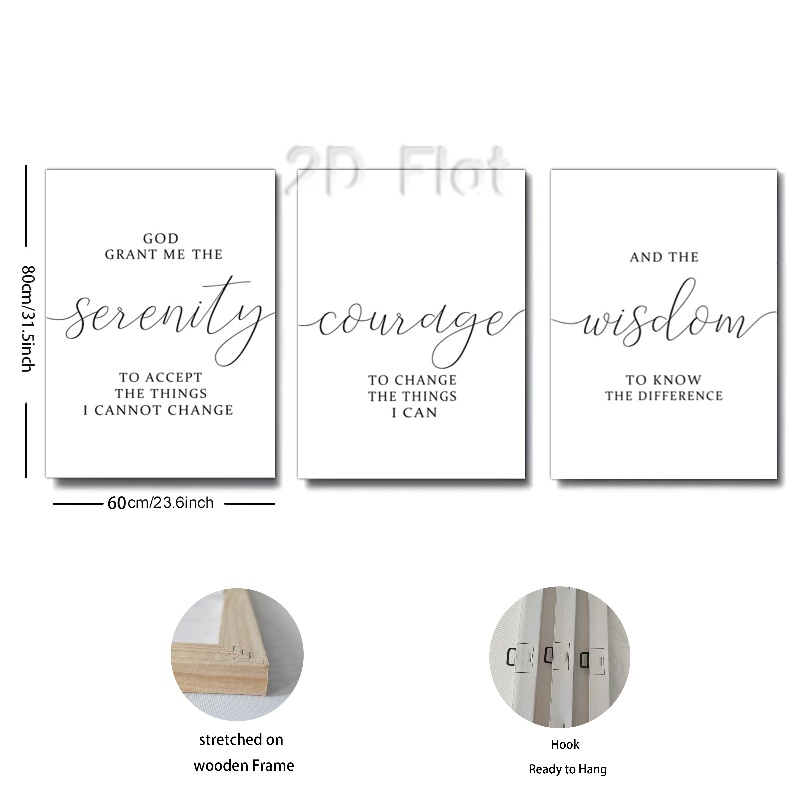 2D Flat
GOD
GRANT ME THE
serenity
TO ACCEPT
THE THINGS
I CANNOT CHANGE
courage
TO CHANGE
THE THINGS
I CAN
AND THE
wisdom
TO KNOW
THE DIFFERENCE
80cm/31.5inch
60cm/23.6inch
stretched on
wooden Frame
Hook
Ready to Hang